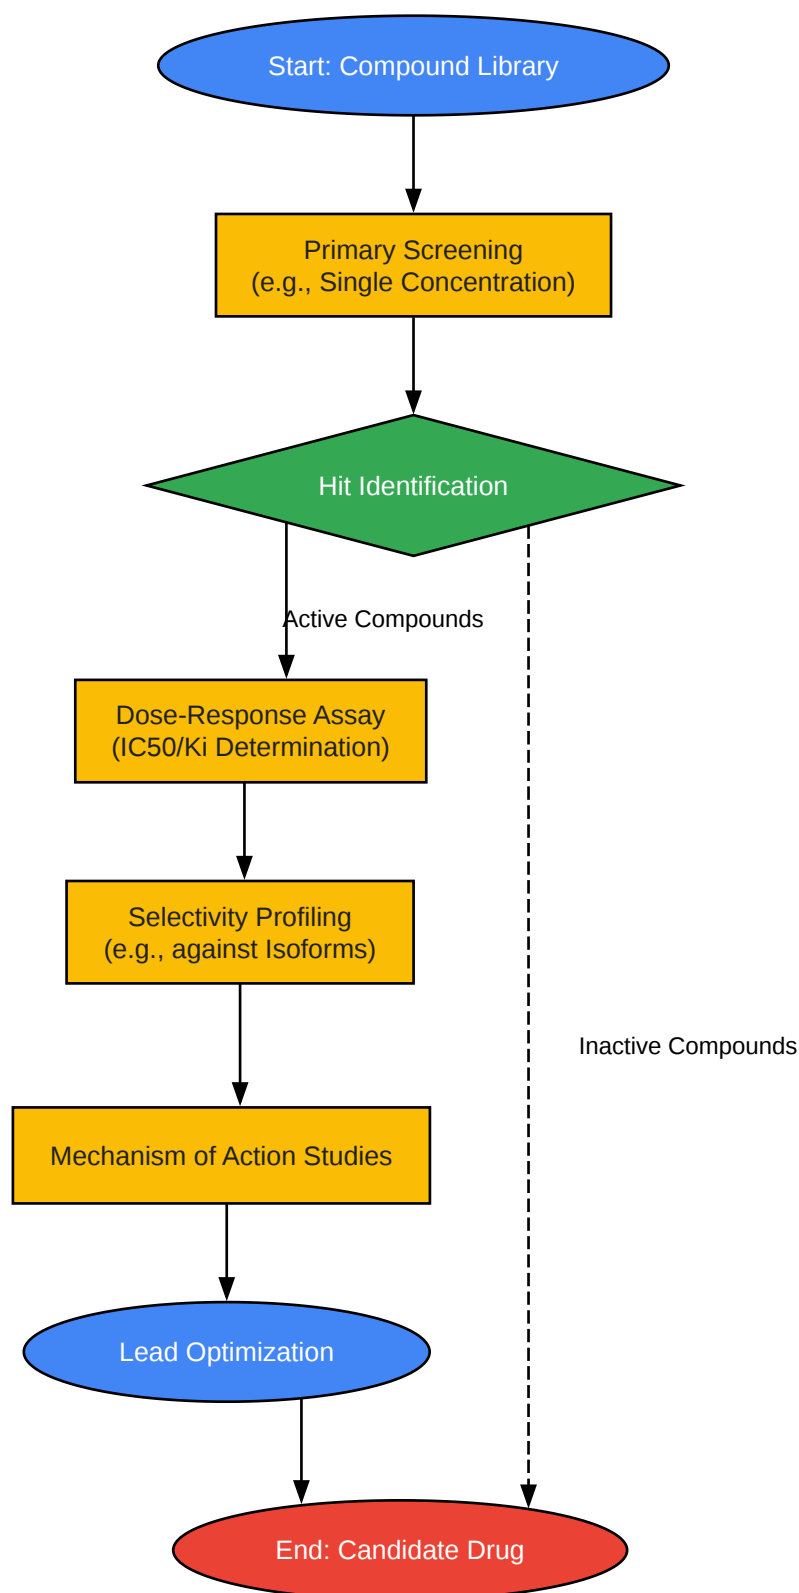 Start: Compound Library
Primary Screening
(e.g., Single Concentration)
Hit Identification
Active Compounds
Dose-Response Assay
(IC50/Ki Determination)
Selectivity Profiling
(e.g., against Isoforms)
Inactive Compounds
Mechanism of Action Studies
Lead Optimization
End: Candidate Drug